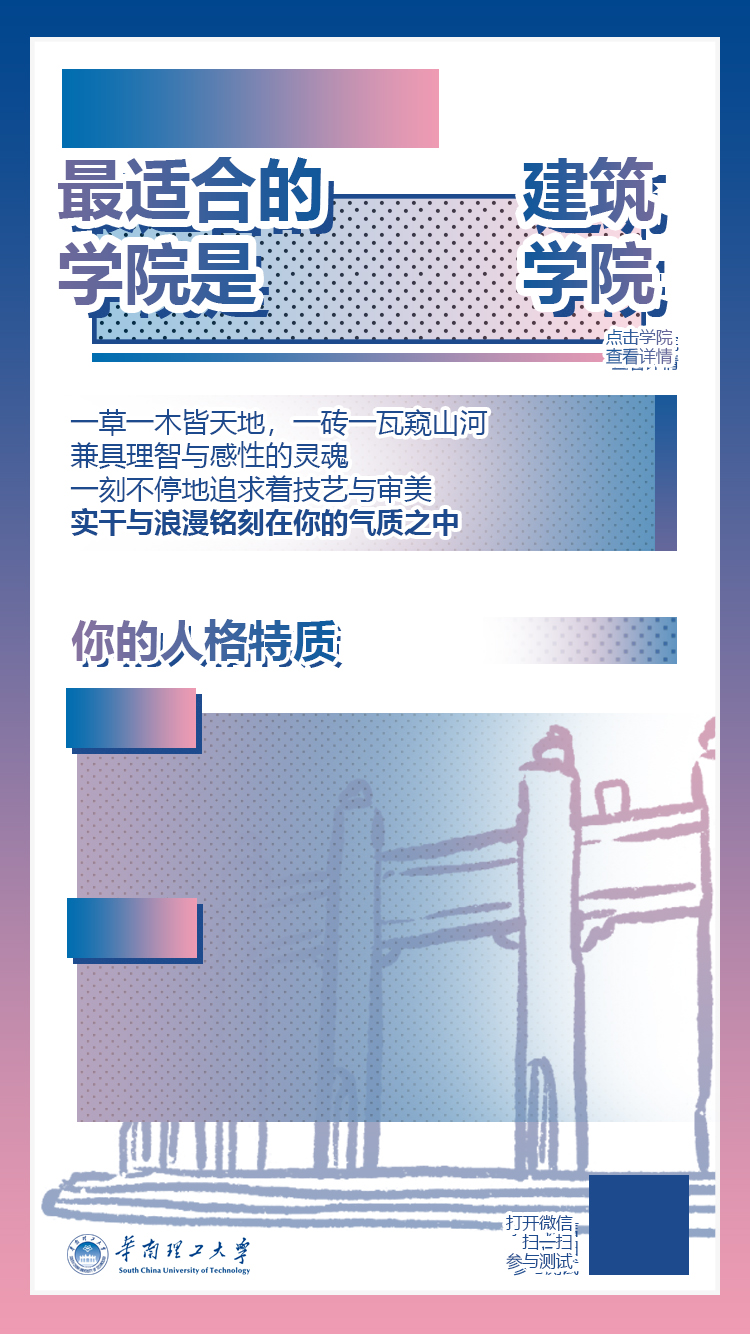 最适合的
学院是
建筑
学院
点击学院
查看详情
一草一木皆天地，一砖一瓦窥山河
兼具理智与感性的灵魂
一刻不停地追求着技艺与审美
实干与浪漫铭刻在你的气质之中
你的人格特质
华南理工大学
South China University of Technology
打开微信
扫一扫
参与测试